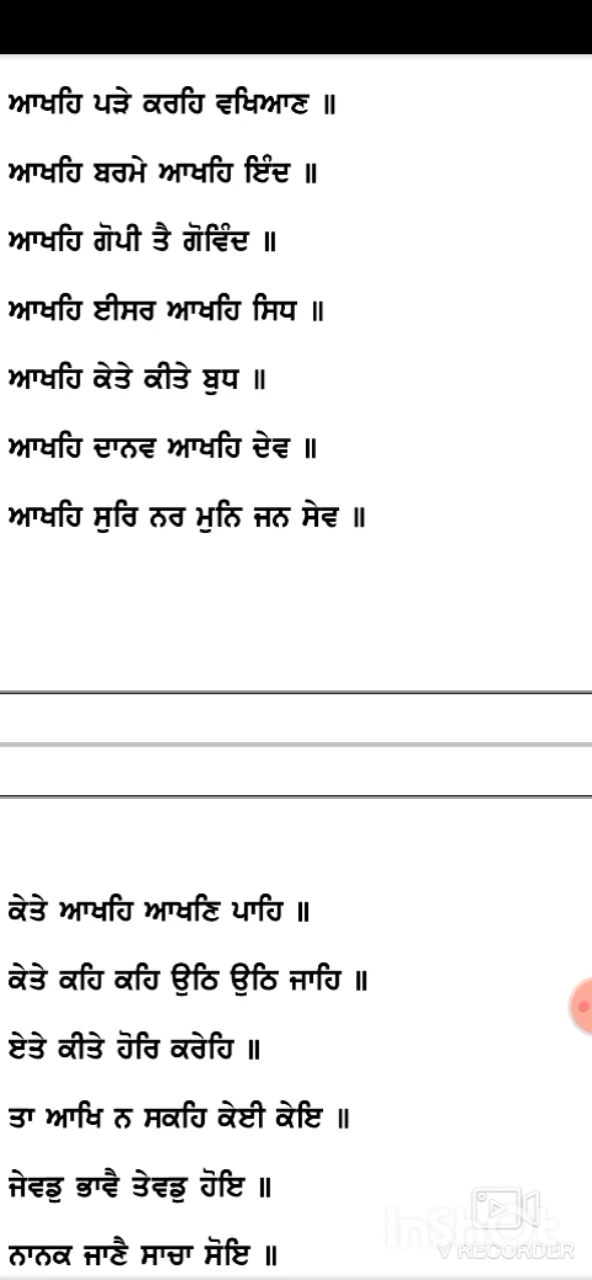 ਆਖਹਿ ਪੜੇ ਕਰਹਿ ਵਖਿਆਣ ॥
ਆਖਹਿ ਬਰਮੇ ਆਖਹਿ ਇੰਦ ॥
ਆਖਹਿ ਗੋਪੀ ਤੈ ਗੋਵਿੰਦ ॥
ਆਖਹਿ ਈਸਰ ਆਖਹਿ ਸਿਧ ॥
ਆਖਹਿ ਕੇਤੇ ਕੀਤੇ ਬੁਧ ॥
ਆਖਹਿ ਦਾਨਵ ਆਖਹਿ ਦੇਵ ॥
ਆਖਹਿ ਸੁਰਿ ਨਰ ਮੁਨਿ ਜਨ ਸੇਵ ॥
ਕੇਤੇ ਆਖਹਿ ਆਖਣਿ ਪਾਹਿ ॥
ਕੇਤੇ ਕਹਿ ਕਹਿ ਉਠਿ ਉਠਿ ਜਾਹਿ ॥
ਏਤੇ ਕੀਤੇ ਹੋਰਿ ਕਰੇਹਿ ॥
ਤਾ ਆਖਿ ਨ ਸਕਹਿ ਕੇਈ ਕੇਇ ॥
ਜੇਵਡੁ ਭਾਵੈ ਤੇਵਡੁ ਹੋਇ ॥
ਨਾਨਕ ਜਾਣੈ ਸਾਚਾ ਸੋਇ ॥
InShOt
V RECORDER